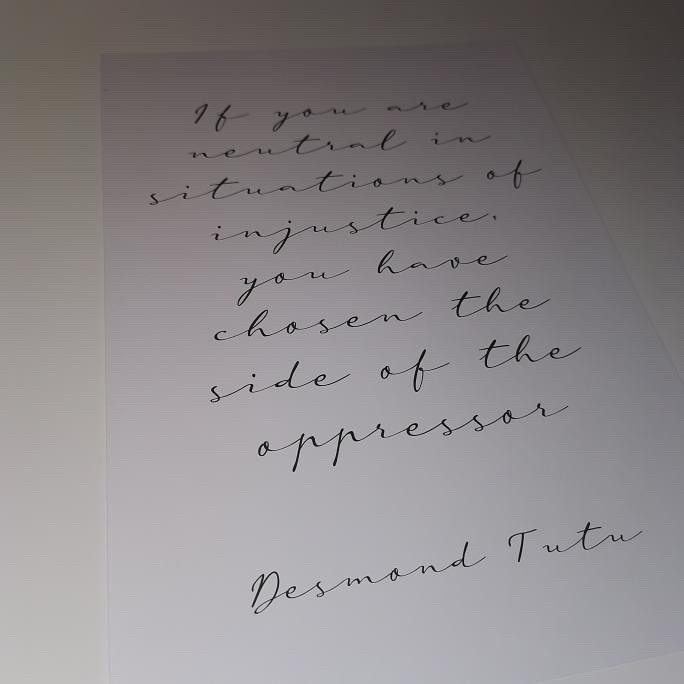 If you are
neutral in
situations of
injustice,
you have
chosen the
side of the
oppressor
Desmond Tutu